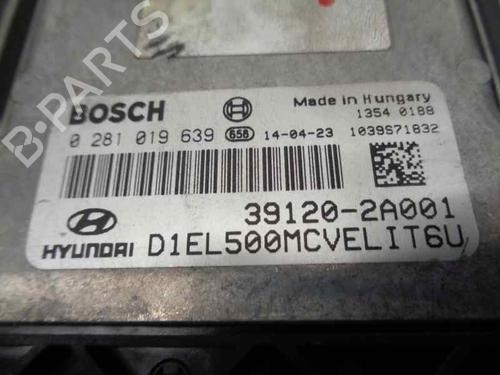 B-PARTS
BOSCH
Made in Hungary
1354 0188
0 281 019 639 656 14-04-23 1039S71832
39120-2A001
HYUNDAI D1EL500MCVELIT6U